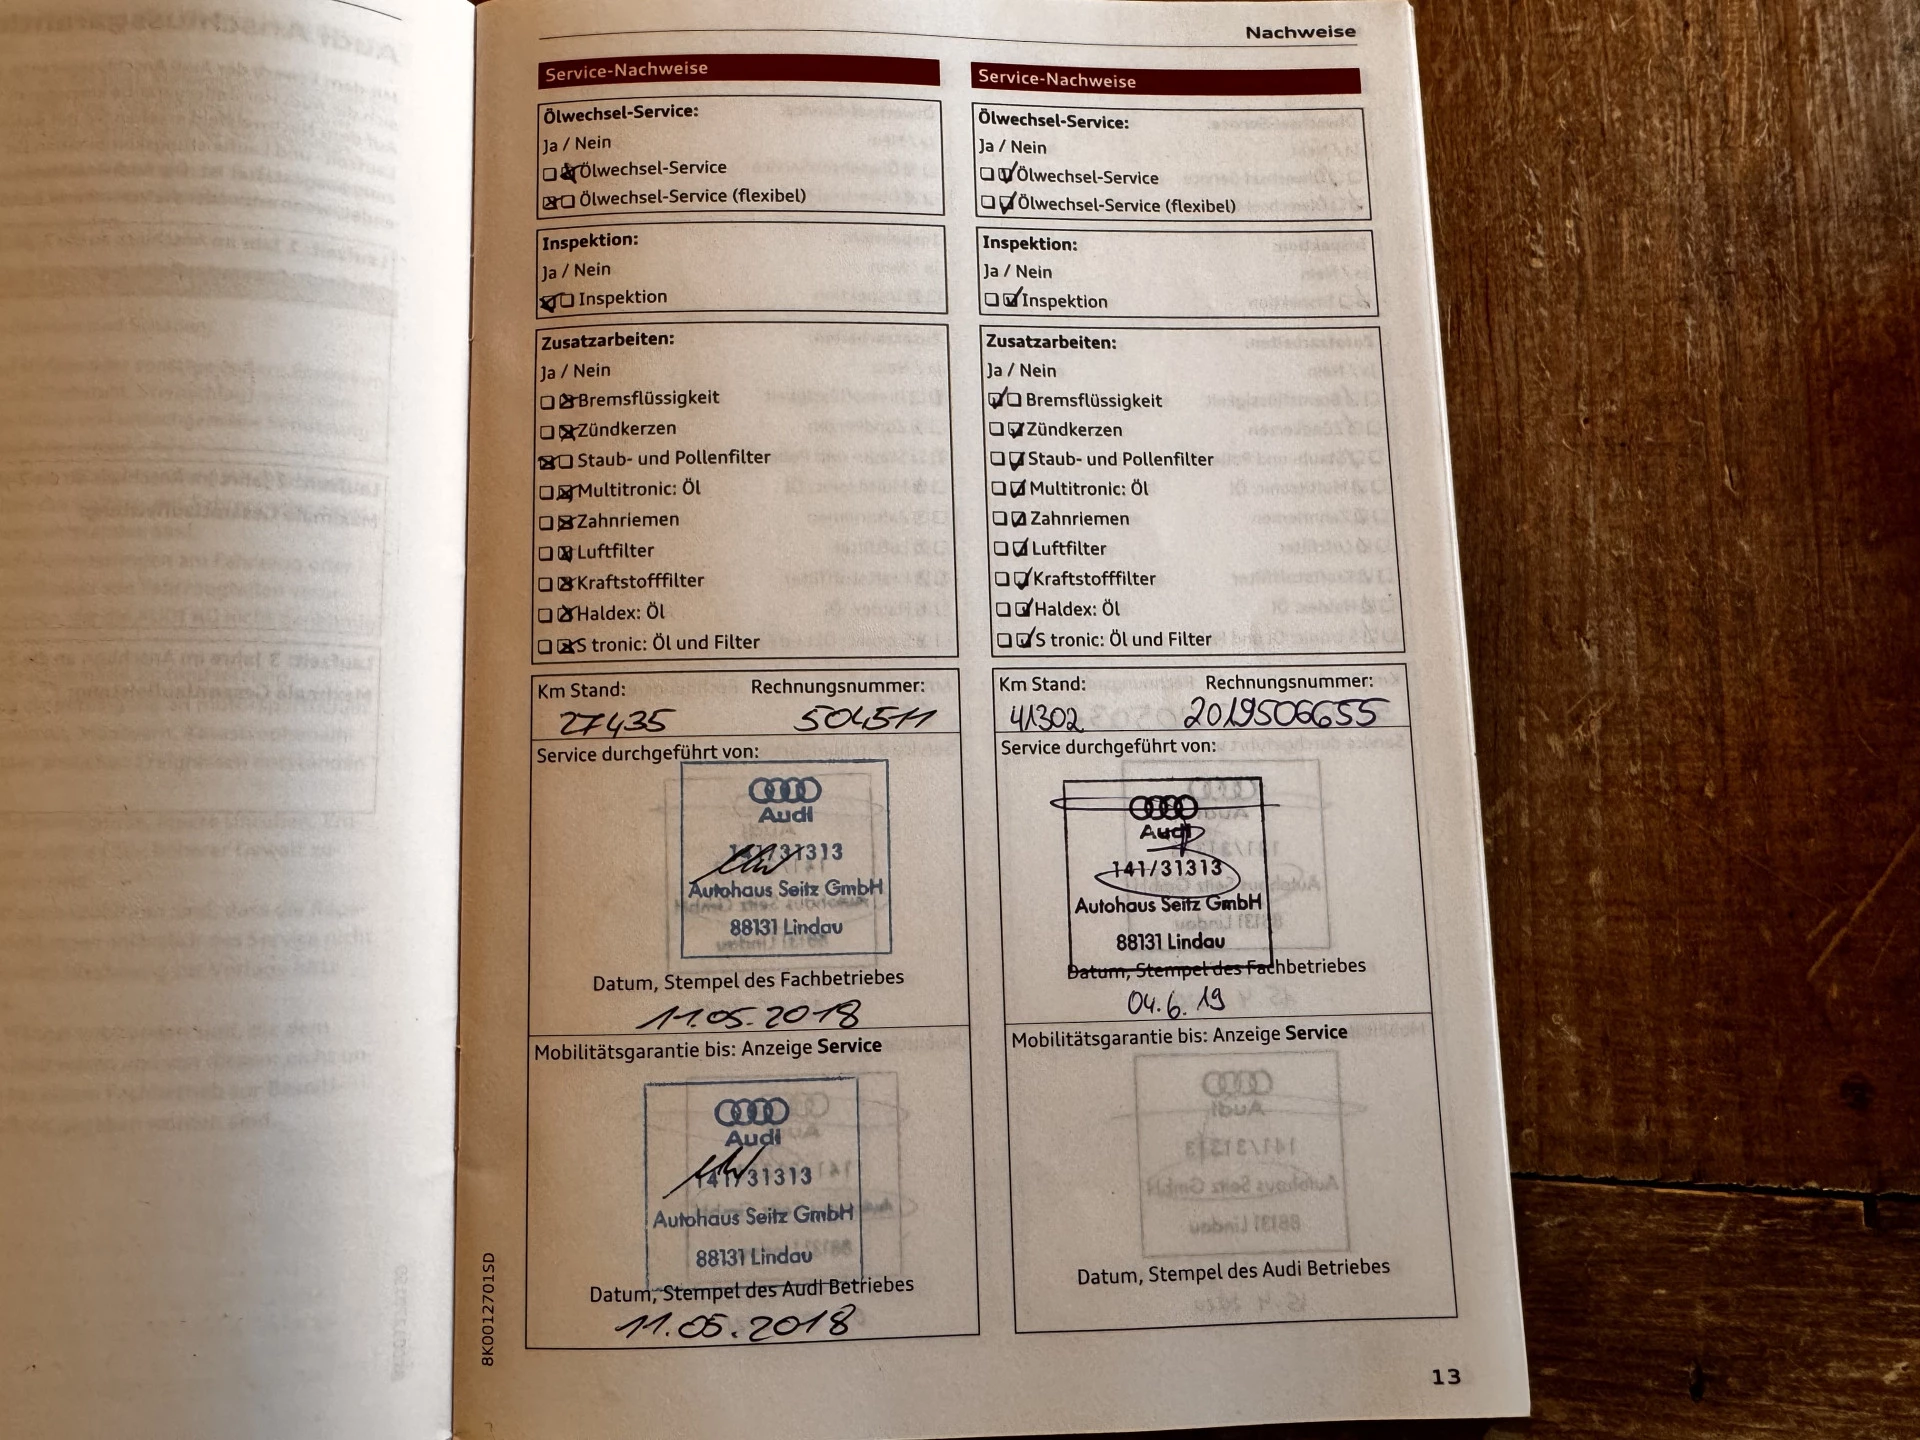 Nachweise
Service-Nachweise
Ölwechsel-Service:
Ja / Nein
Ölwechsel-Service
Ölwechsel-Service (flexibel)
Inspektion:
Ja / Nein
Inspektion
Zusatzarbeiten:
Ja / Nein
Bremsflüssigkeit
Zündkerzen
Staub- und Pollenfilter
Multitronic: Öl
Zahnriemen
Luftfilter
Kraftstofffilter
Haldex: Öl
S tronic: Öl und Filter
Km Stand: Rechnungsnummer:
27435 504511
Service durchgeführt von:
Audi
141/31313
Autohaus Seitz GmbH
88131 Lindau
Datum, Stempel des Fachbetriebes
11.05.2018
Mobilitätsgarantie bis: Anzeige Service
Audi
141/31313
Autohaus Seitz GmbH
88131 Lindau
Datum, Stempel des Audi Betriebes
11.05.2018
8K0012701SD
Service-Nachweise
Ölwechsel-Service:
Ja / Nein
Ölwechsel-Service
Ölwechsel-Service (flexibel)
Inspektion:
Ja / Nein
Inspektion
Zusatzarbeiten:
Ja / Nein
Bremsflüssigkeit
Zündkerzen
Staub- und Pollenfilter
Multitronic: Öl
Zahnriemen
Luftfilter
Kraftstofffilter
Haldex: Öl
S tronic: Öl und Filter
Km Stand: Rechnungsnummer:
41302 2019506655
Service durchgeführt von:
Audi
141/31313
Autohaus Seitz GmbH
88131 Lindau
Datum, Stempel des Fachbetriebes
04.6.19
Mobilitätsgarantie bis: Anzeige Service
Datum, Stempel des Audi Betriebes
13